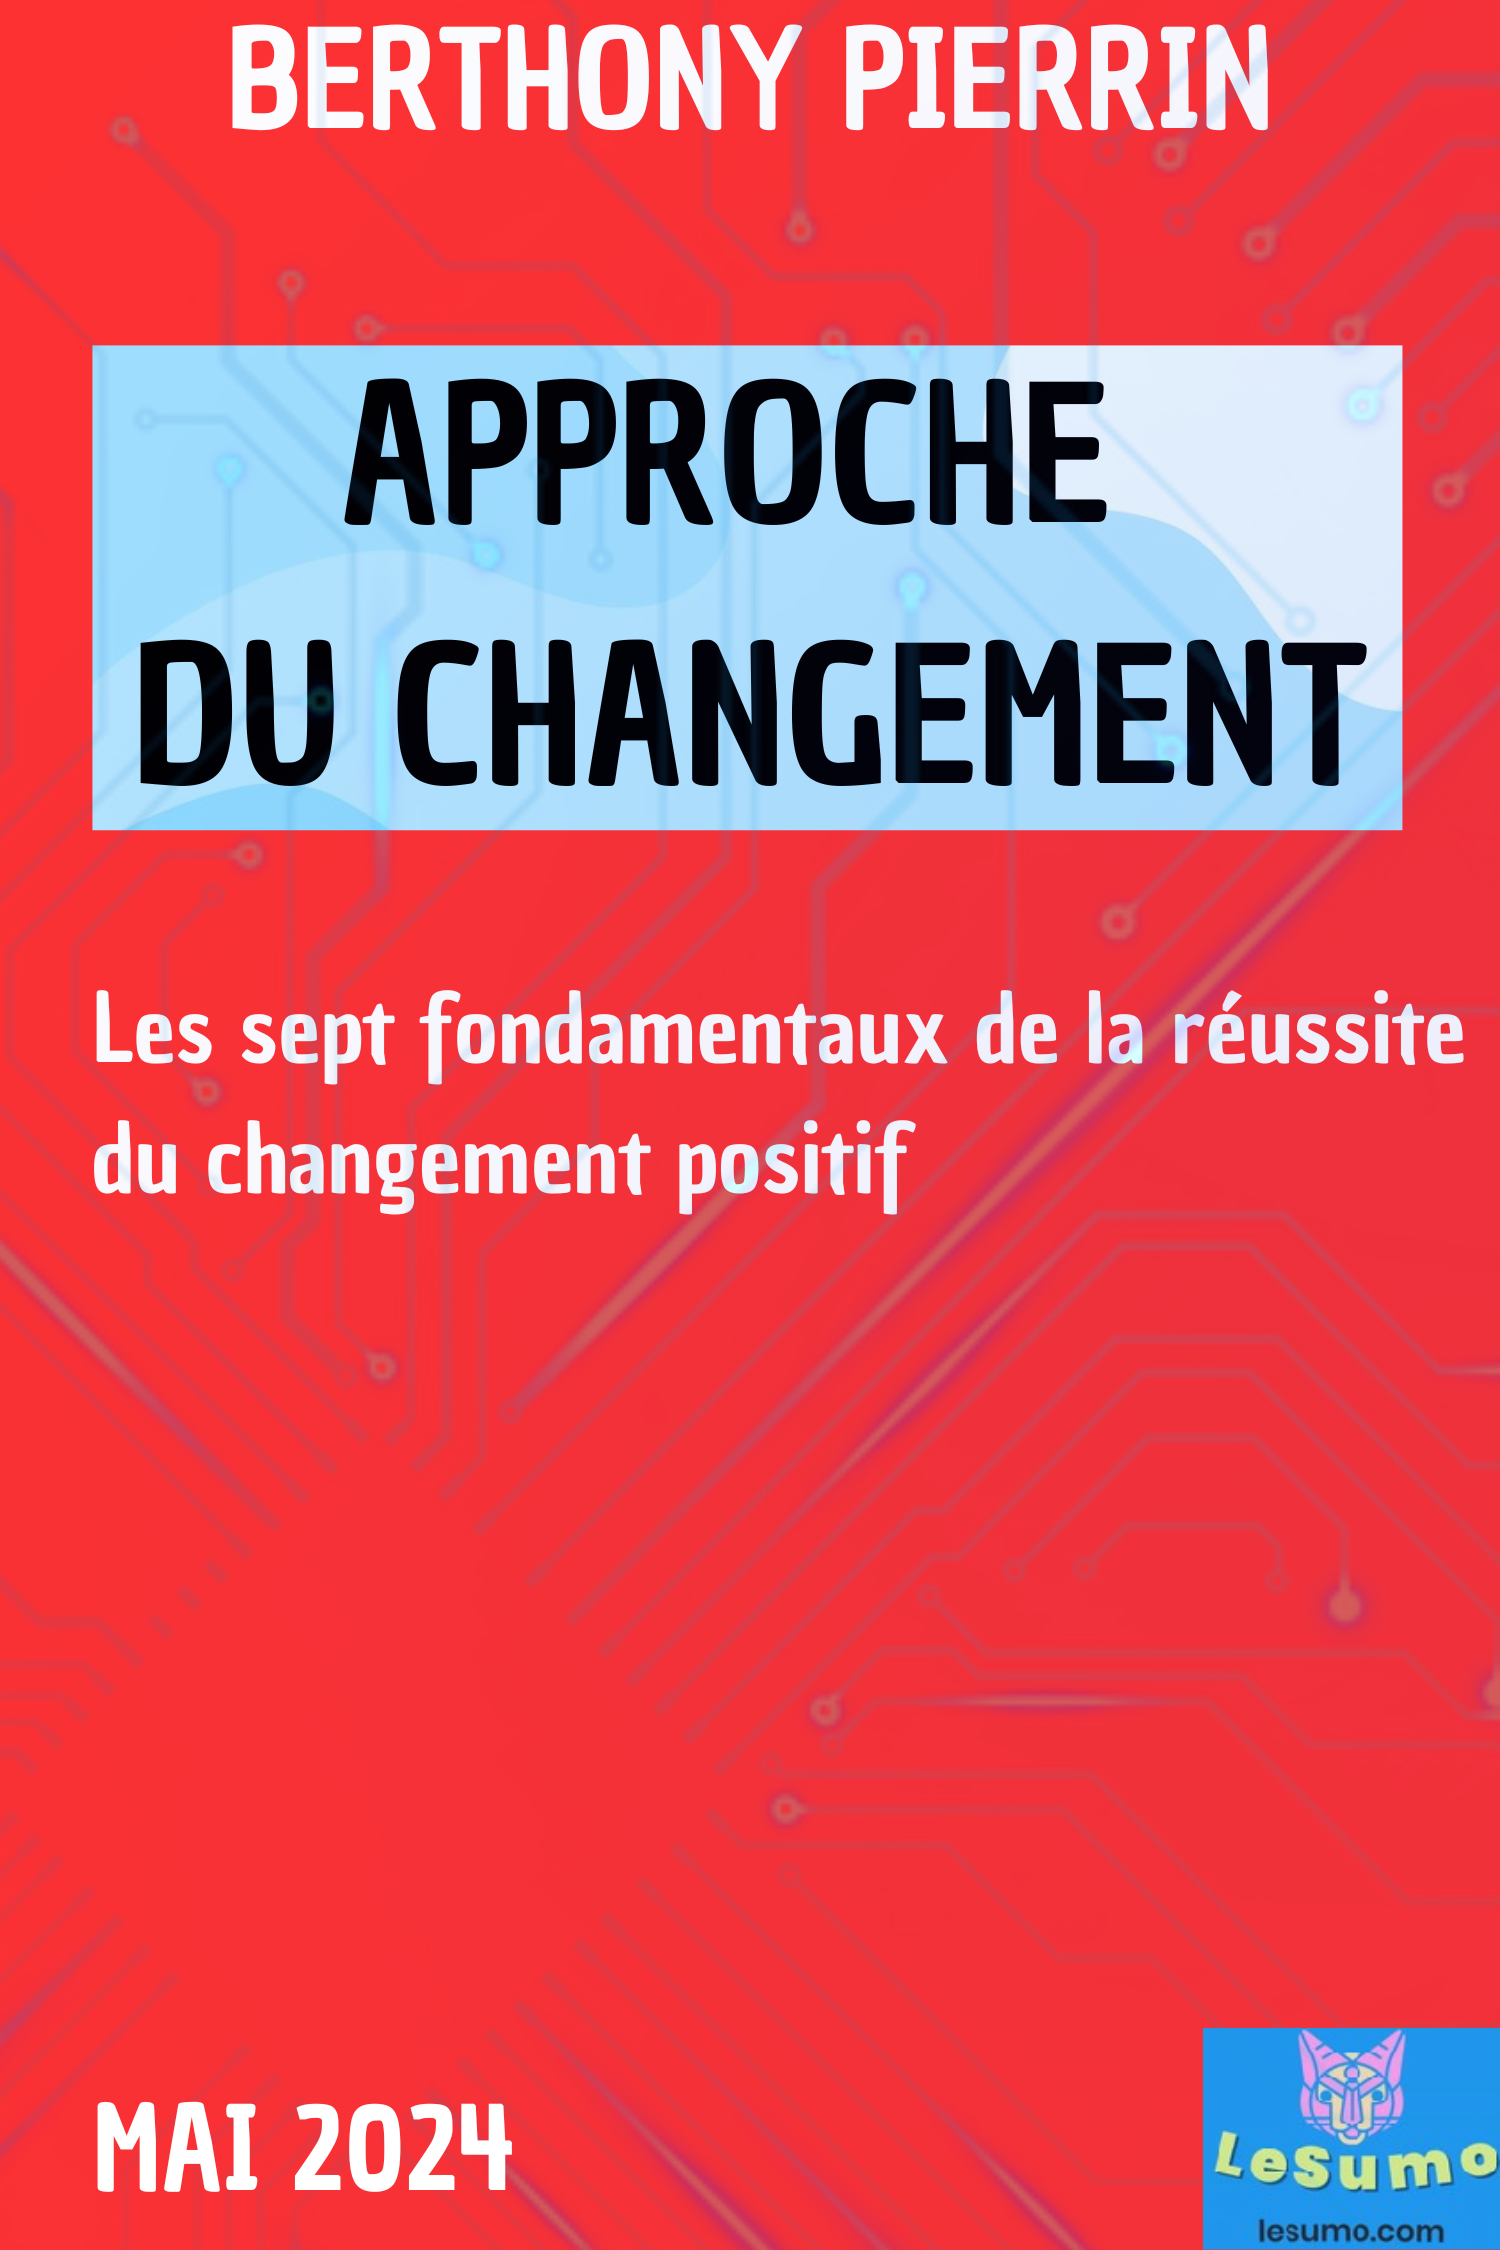 BERTHONY PIERRIN
APPROCHE
DU CHANGEMENT
Les sept fondamentaux de la réussite
du changement positif
MAI 2024
LeSumo
lesumo.com